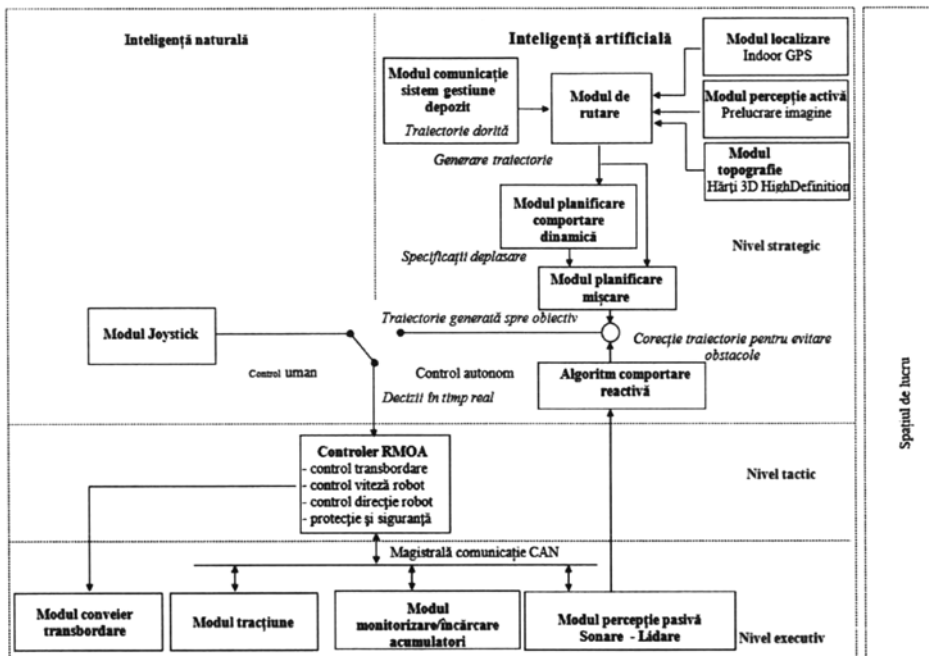 Inteligență naturală
Inteligență artificială
Modul localizare
Indoor GPS
Modul comunicație
sistem gestiune
depozit
Traiectorie dorită
Modul de
rutare
Modul percepție activă
Prelucrare imagine
Generare traiectorie
Modul
topografie
Hărți 3D HighDefinition
Modul planificare
comportare
dinamică
Nivel strategic
Specificații deplasare
Modul planificare
mișcare
Modul Joystick
Traiectorie generată spre obiectiv
Corecție traiectorie pentru evitare
obstacole
Control uman
Control autonom
Algoritm comportare
reactivă
Decizii în timp real
Spațiul de lucru
Controler RMOA
- control transbordare
- control viteză robot
- control direcție robot
- protecție și siguranță
Nivel tactic
Magistrală comunicație CAN
Modul conveier
transbordare
Modul tracțiune
Modul
monitorizare/încărcare
acumulatori
Modul percepție pasivă
Sonare - Lidare
Nivel executiv